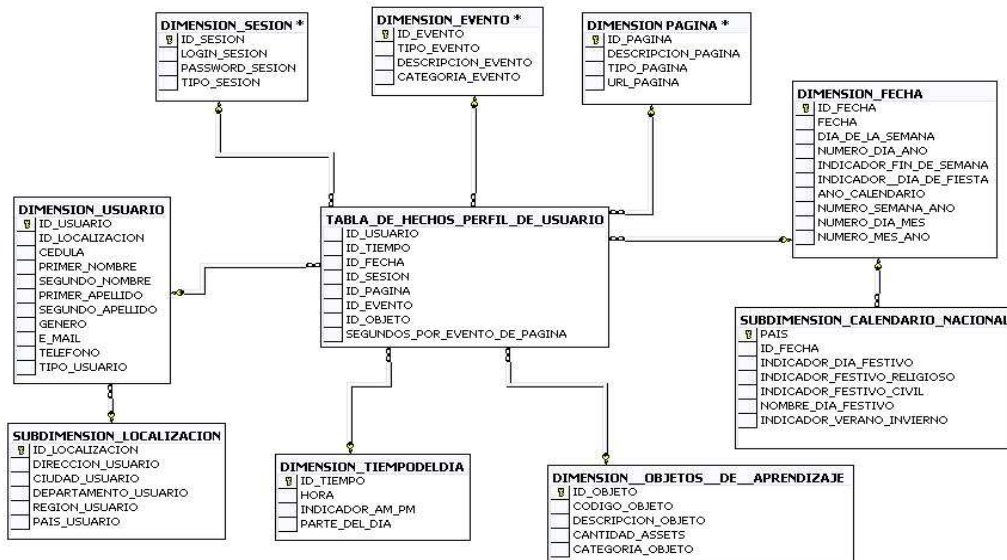 DIMENSION_SESION *
ID_SESION
LOGIN_SESION
PASSWORD_SESION
TIPO_SESION
DIMENSION_EVENTO *
ID_EVENTO
TIPO_EVENTO
DESCRIPCION_EVENTO
CATEGORIA_EVENTO
DIMENSION PAGINA *
ID_PAGINA
DESCRIPCION_PAGINA
TIPO_PAGINA
URL_PAGINA
DIMENSION_FECHA
ID_FECHA
FECHA
DIA_DE_LA_SEMANA
NUMERO_DIA_ANO
INDICADOR_FIN_DE_SEMANA
INDICADOR__DIA_DE_FIESTA
ANO_CALENDARIO
NUMERO_SEMANA_ANO
NUMERO_DIA_MES
NUMERO_MES_ANO
DIMENSION_USUARIO
ID_USUARIO
ID_LOCALIZACION
CEDULA
PRIMER_NOMBRE
SEGUNDO_NOMBRE
PRIMER_APELLIDO
SEGUNDO_APELLIDO
GENERO
E_MAIL
TELEFONO
TIPO_USUARIO
TABLA_DE_HECHOS_PERFIL_DE_USUARIO
ID_USUARIO
ID_TIEMPO
ID_FECHA
ID_SESION
ID_PAGINA
ID_EVENTO
ID_OBJETO
SEGUNDOS_POR_EVENTO_DE_PAGINA
SUBDIMENSION_CALENDARIO_NACIONAL
PAIS
ID_FECHA
INDICADOR_DIA_FESTIVO
INDICADOR_FESTIVO_RELIGIOSO
INDICADOR_FESTIVO_CIVIL
NOMBRE_DIA_FESTIVO
INDICADOR_VERANO_INVIERNO
SUBDIMENSION_LOCALIZACION
ID_LOCALIZACION
DIRECCION_USUARIO
CIUDAD_USUARIO
DEPARTAMENTO_USUARIO
REGION_USUARIO
PAIS_USUARIO
DIMENSION_TIEMPODELDIA
ID_TIEMPO
HORA
INDICADOR_AM_PM
PARTE_DEL_DIA
DIMENSION__OBJETOS__DE__APRENDIZAJE
ID_OBJETO
CODIGO_OBJETO
DESCRIPCION_OBJETO
CANTIDAD_ASSETS
CATEGORIA_OBJETO